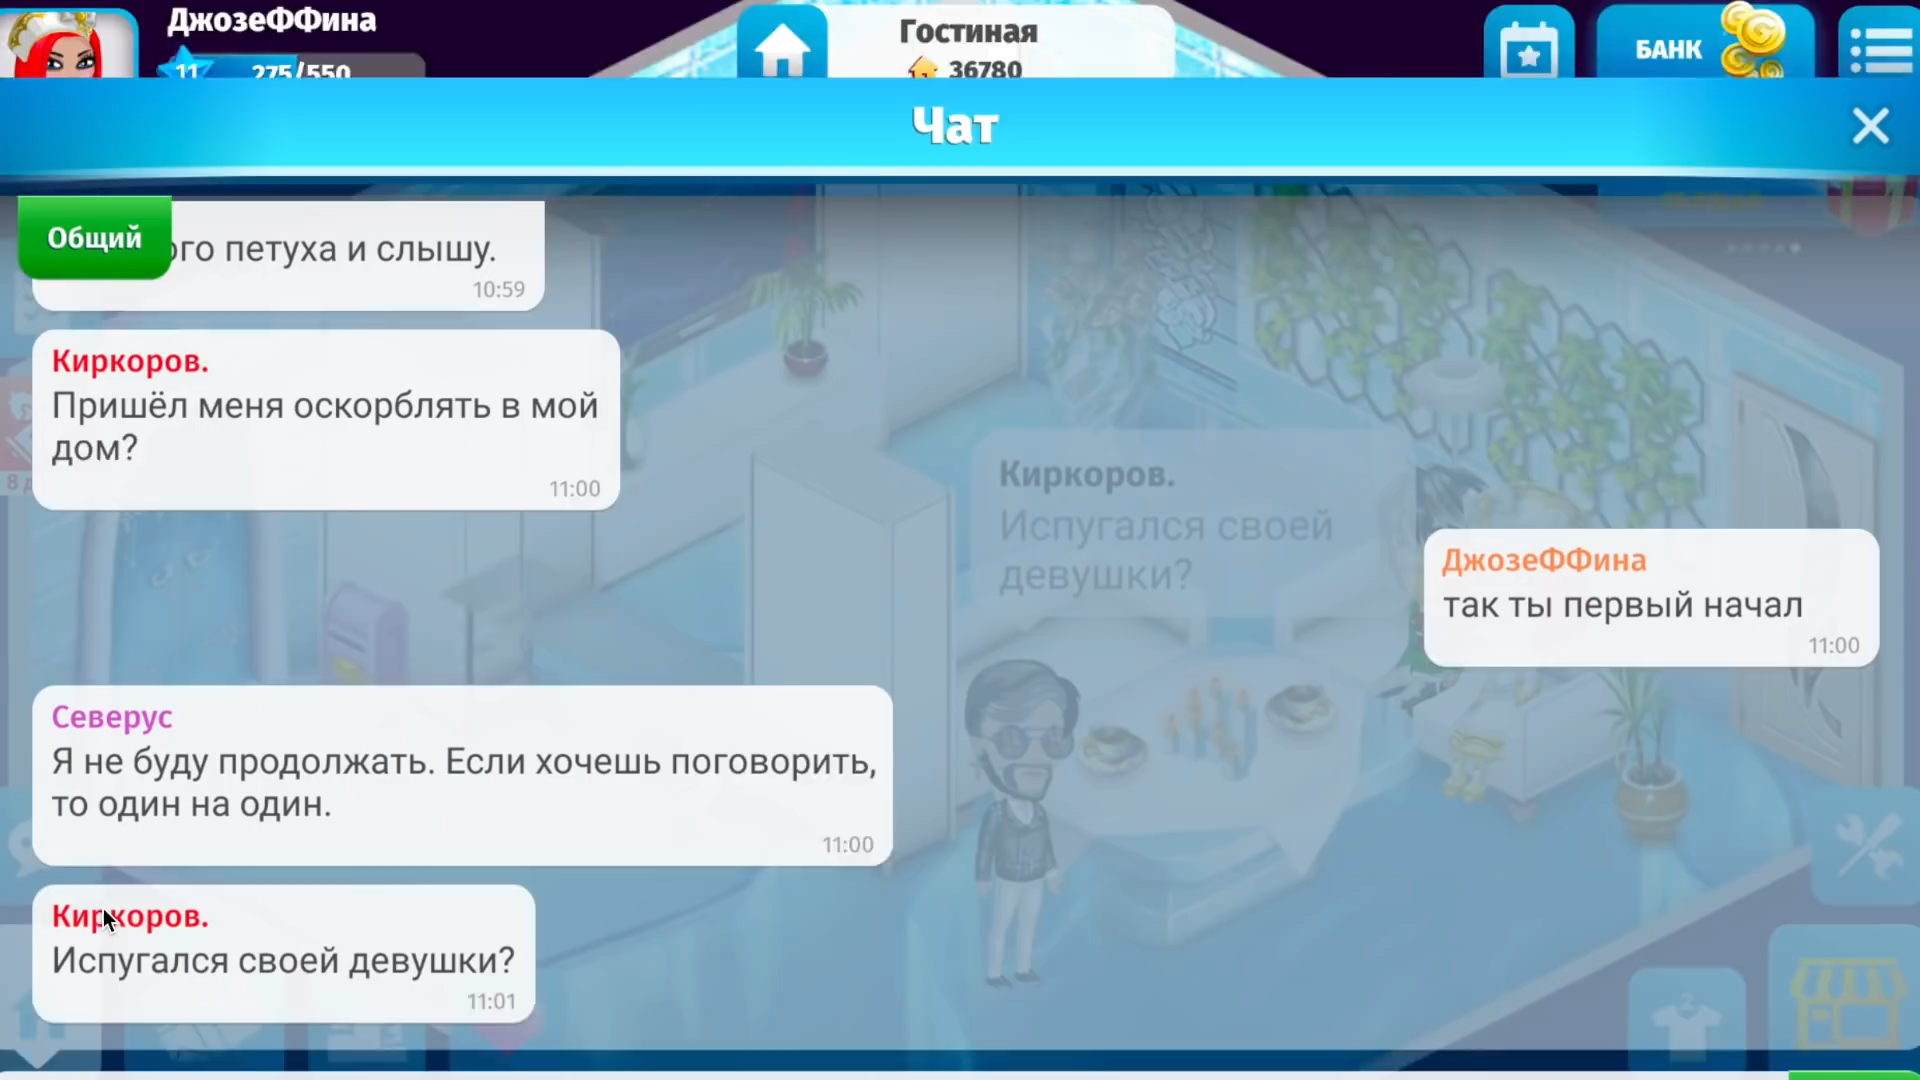 ДжозеФФина
11
275/550
Гостиная
36780
БАНК
Чат
Общий
ого петуха и слышу.
10:59
Киркоров.
Пришёл меня оскорблять в мой
дом?
11:00
Киркоров.
Испугался своей
девушки?
ДжозеФФина
так ты первый начал
11:00
Северус
Я не буду продолжать. Если хочешь поговорить,
то один на один.
11:00
Киркоров.
Испугался своей девушки?
11:01
2